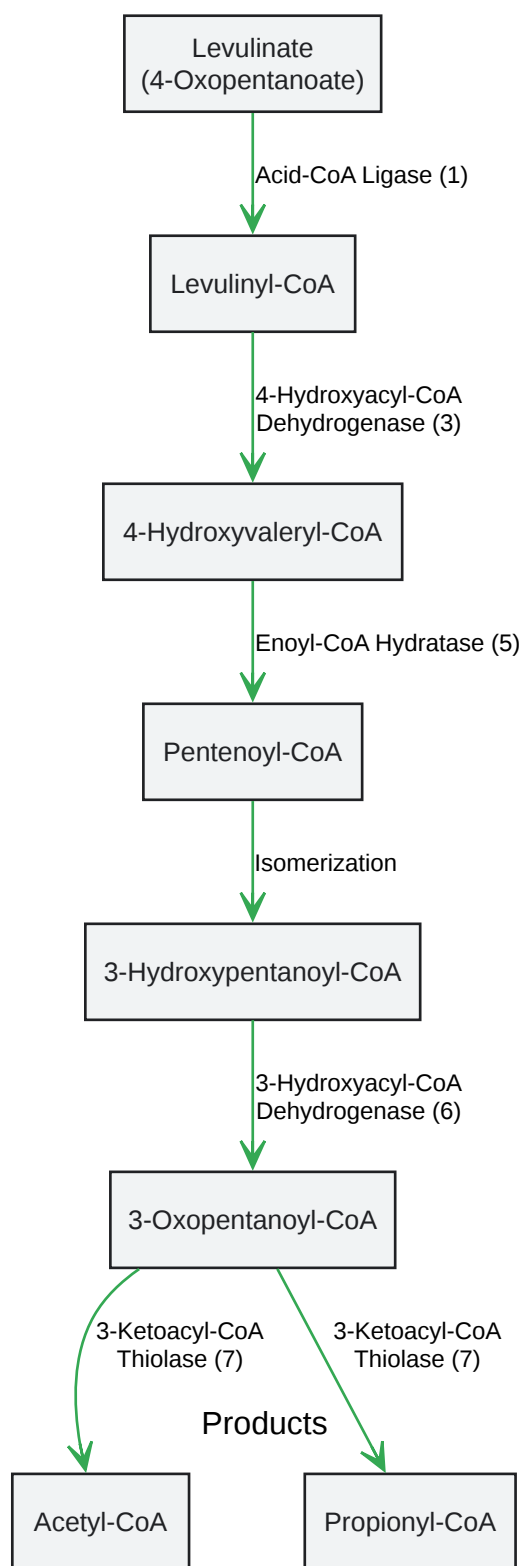 Levulinate
(4-Oxopentanoate)
Acid-CoA Ligase (1)
Levulinyl-CoA
4-Hydroxyacyl-CoA
Dehydrogenase (3)
4-Hydroxyvaleryl-CoA
Enoyl-CoA Hydratase (5)
Pentenoyl-CoA
Isomerization
3-Hydroxypentanoyl-CoA
3-Hydroxyacyl-CoA
Dehydrogenase (6)
3-Oxopentanoyl-CoA
3-Ketoacyl-CoA
Thiolase (7)
3-Ketoacyl-CoA
Thiolase (7)
Products
Acetyl-CoA
Propionyl-CoA